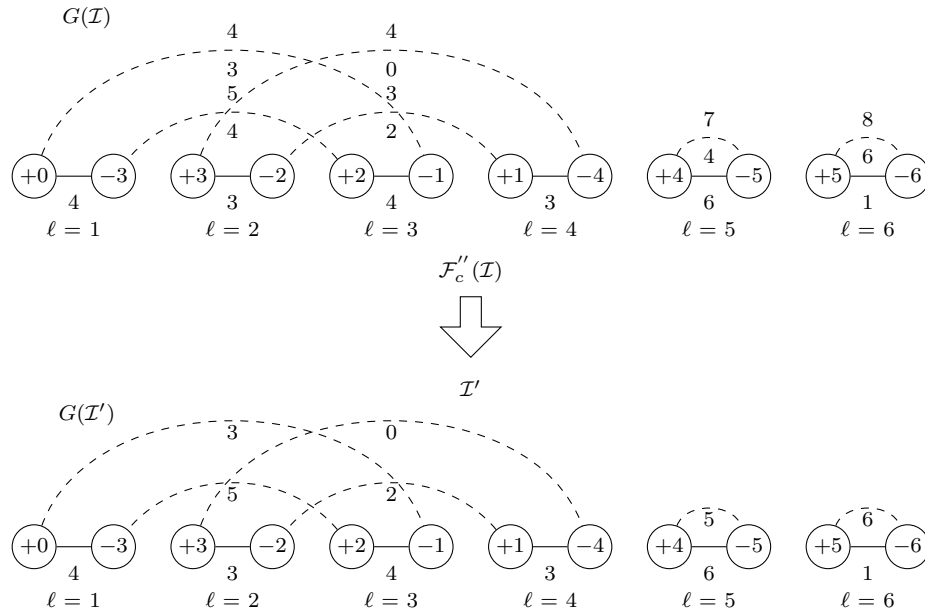 G(I)
4 4
3 0
5 3 7 8
4 2 4 6
+0 −3 +3 −2 +2 −1 +1 −4 +4 −5 +5 −6
4 3 4 3 6 1
ℓ = 1 ℓ = 2 ℓ = 3 ℓ = 4 ℓ = 5 ℓ = 6
F_c''(I)
I'
G(I')
3 0
5 2 5 6
+0 −3 +3 −2 +2 −1 +1 −4 +4 −5 +5 −6
4 3 4 3 6 1
ℓ = 1 ℓ = 2 ℓ = 3 ℓ = 4 ℓ = 5 ℓ = 6